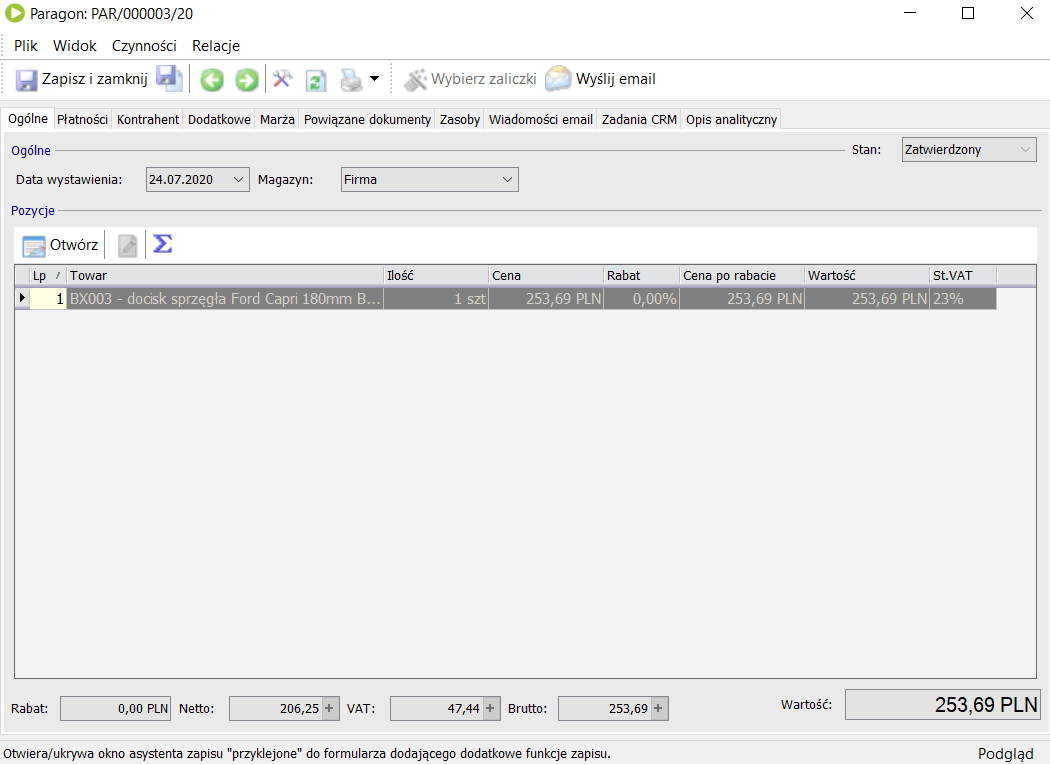 Paragon: PAR/000003/20
Plik Widok Czynności Relacje
Zapisz i zamknij Wybierz zaliczki Wyślij email
Ogólne Płatności Kontrahent Dodatkowe Marża Powiązane dokumenty Zasoby Wiadomości email Zadania CRM Opis analityczny
Ogólne Stan: Zatwierdzony
Data wystawienia: 24.07.2020 Magazyn: Firma
Pozycje
Otwórz
Lp Towar Ilość Cena Rabat Cena po rabacie Wartość St.VAT
1 BX003 - docisk sprzęgła Ford Capri 180mm B... 1 szt 253,69 PLN 0,00% 253,69 PLN 253,69 PLN 23%
Rabat: 0,00 PLN Netto: 206,25 + VAT: 47,44 + Brutto: 253,69 + Wartość: 253,69 PLN
Otwiera/ukrywa okno asystenta zapisu "przyklejone" do formularza dodającego dodatkowe funkcje zapisu. Podgląd